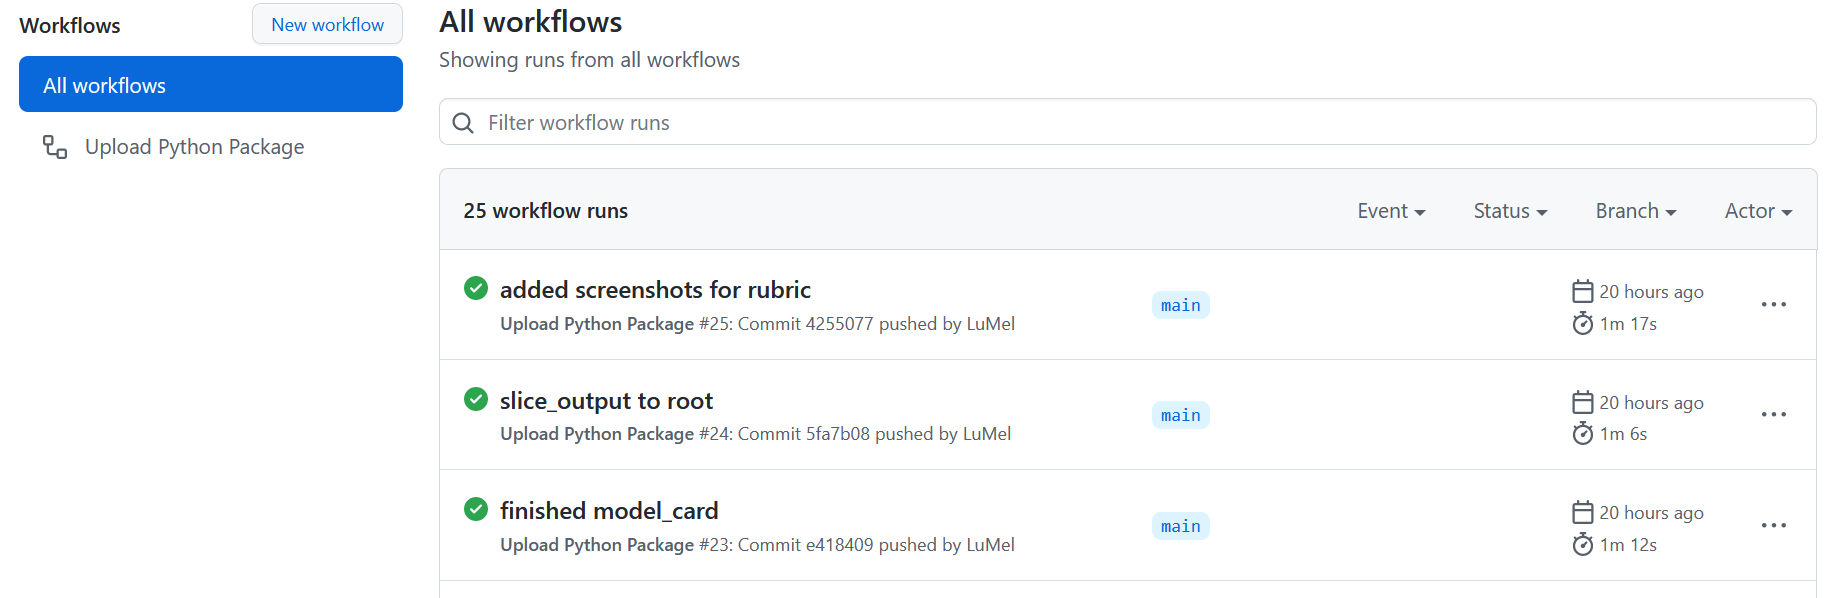 Workflows
New workflow
All workflows
Upload Python Package
All workflows
Showing runs from all workflows
Filter workflow runs
25 workflow runs
Event
Status
Branch
Actor
added screenshots for rubric
Upload Python Package #25: Commit 4255077 pushed by LuMel
main
20 hours ago
1m 17s
slice_output to root
Upload Python Package #24: Commit 5fa7b08 pushed by LuMel
main
20 hours ago
1m 6s
finished model_card
Upload Python Package #23: Commit e418409 pushed by LuMel
main
20 hours ago
1m 12s